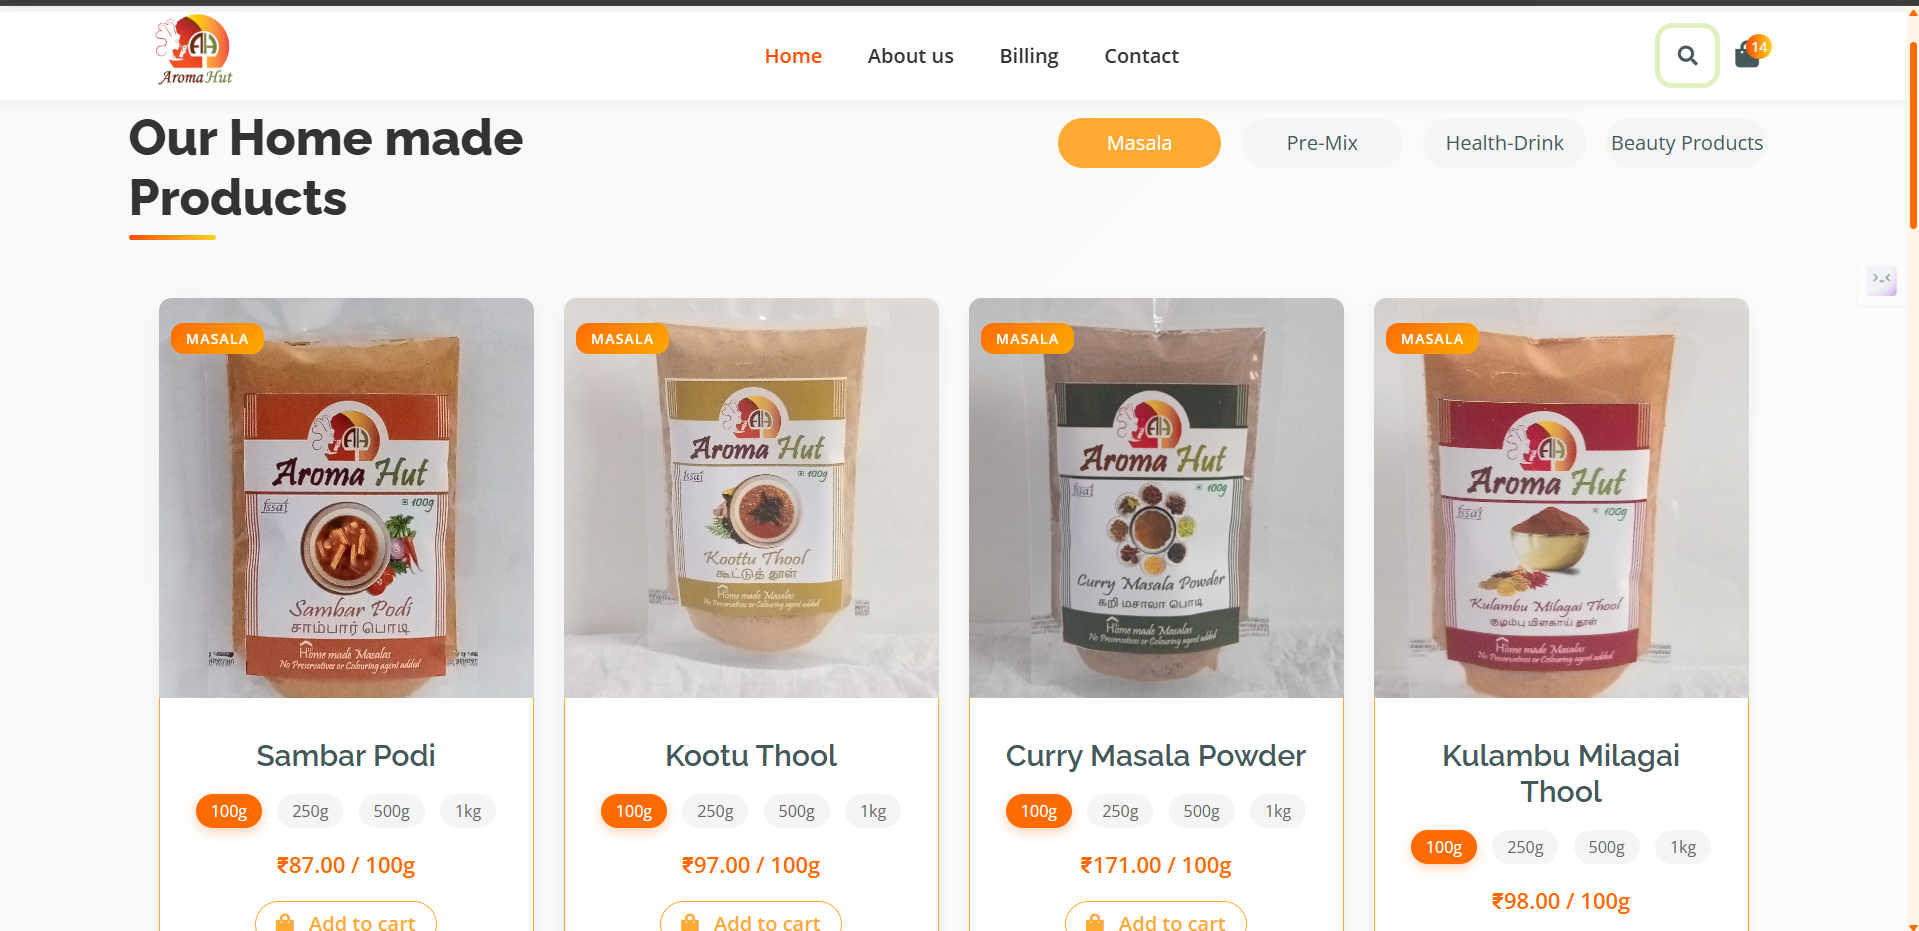 AH
Aroma Hut
Home
About us
Billing
Contact
14
Our Home made
Products
Masala
Pre-Mix
Health-Drink
Beauty Products
MASALA
AH
Aroma Hut
fssai
100g
Sambar Podi
சாம்பார் பொடி
Home made Masalas
No Preservatives or Colouring agent added
MASALA
AH
Aroma Hut
fssai
100g
Koottu Thool
கூட்டுத் தூள்
Home made Masalas
No Preservatives or Colouring agent added
MASALA
AH
Aroma Hut
fssai
100g
Curry Masala Powder
கறி மசாலா பொடி
Home made Masalas
No Preservatives or Colouring agent added
MASALA
AH
Aroma Hut
fssai
100g
Kulambu Milagai Thool
குழம்பு மிளகாய் தூள்
Home made Masalas
No Preservatives or Colouring agent added
Sambar Podi
100g 250g 500g 1kg
₹87.00 / 100g
Add to cart
Kootu Thool
100g 250g 500g 1kg
₹97.00 / 100g
Add to cart
Curry Masala Powder
100g 250g 500g 1kg
₹171.00 / 100g
Add to cart
Kulambu Milagai
Thool
100g 250g 500g 1kg
₹98.00 / 100g